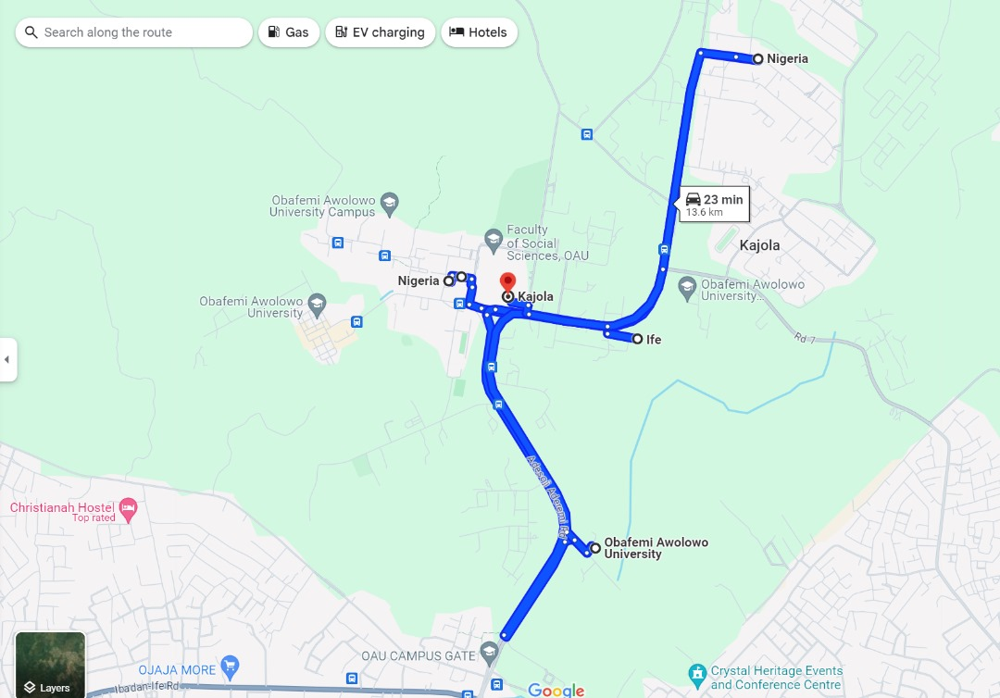 Search along the route
Gas
EV charging
Hotels
Nigeria
23 min
13.6 km
Obafemi Awolowo
University Campus
Faculty
of Social
Sciences, OAU
Kajola
Nigeria
Kajola
Obafemi Awolowo
University..
Obafemi Awolowo
University
Ife
Rd 7
Adesoji Aderemi Rd
Christianah Hostel
Top rated
Obafemi Awolowo
University
OAU CAMPUS GATE
OJAJA MORE
Ibadan-Ife Rd
Layers
Google
Crystal Heritage Events
and Conference Centre